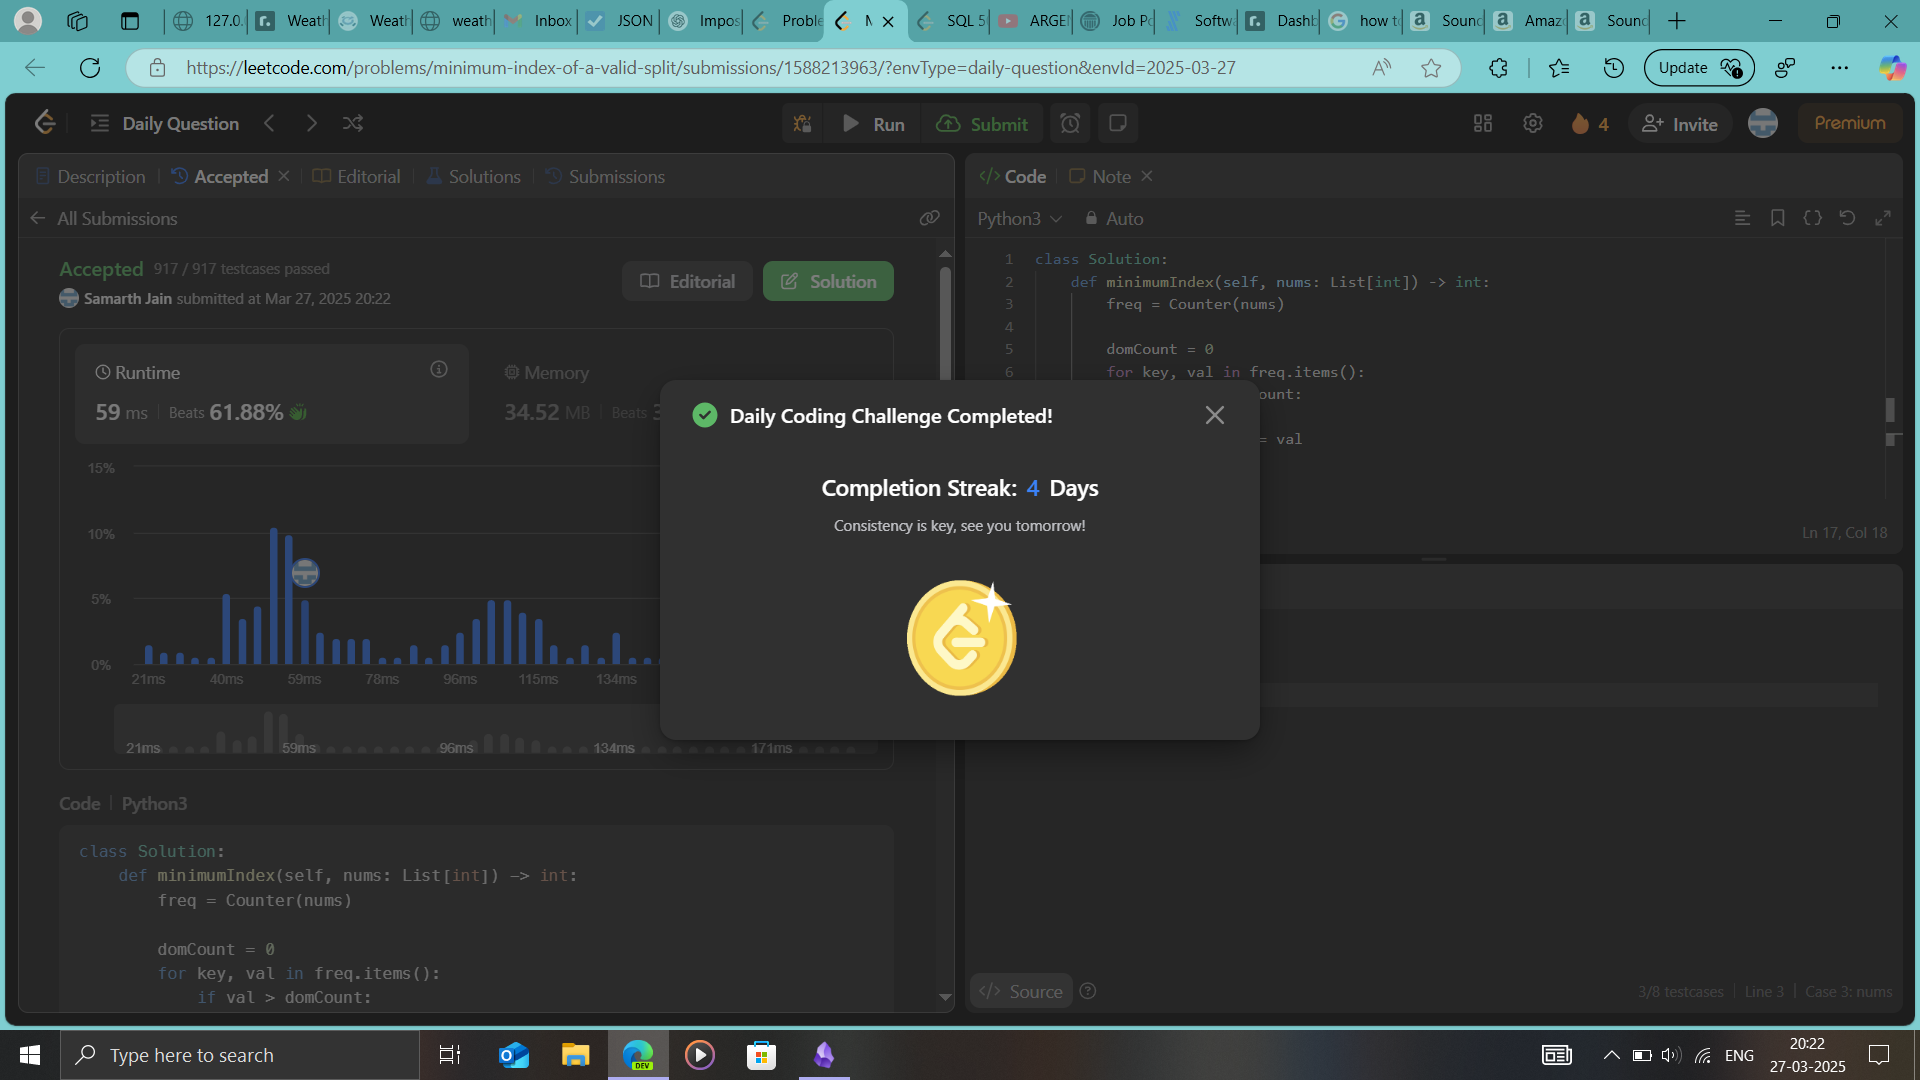 127.0.
Weath
Weath
weath
Inbox
JSON
Impos
Proble
SQL 5
ARGE
Job Po
Softw
Dashb
how to
Sound
Amazo
Sound
https://leetcode.com/problems/minimum-index-of-a-valid-split/submissions/1588213963/?envType=daily-question&envId=2025-03-27
Update
Daily Question
Run
Submit
4
Invite
Premium
Description
Accepted
Editorial
Solutions
Submissions
Code
Note
All Submissions
Python3
Auto
Accepted 917 / 917 testcases passed
Samarth Jain submitted at Mar 27, 2025 20:22
Editorial
Solution
Runtime
59 ms | Beats 61.88%
Memory
34.52 MB | Beats 3
15%
10%
5%
0%
21ms 40ms 59ms 78ms 96ms 115ms 134ms
21ms 59ms 96ms 134ms 171ms
Code | Python3
class Solution:
def minimumIndex(self, nums: List[int]) -> int:
freq = Counter(nums)
domCount = 0
for key, val in freq.items():
if val > domCount:
1 class Solution:
2 def minimumIndex(self, nums: List[int]) -> int:
3 freq = Counter(nums)
4
5 domCount = 0
6 for key, val in freq.items():
ount:
= val
Ln 17, Col 18
Daily Coding Challenge Completed!
Completion Streak: 4 Days
Consistency is key, see you tomorrow!
Source
3/8 testcases | Line 3 | Case 3: nums
Type here to search
DEV
ENG
20:22
27-03-2025